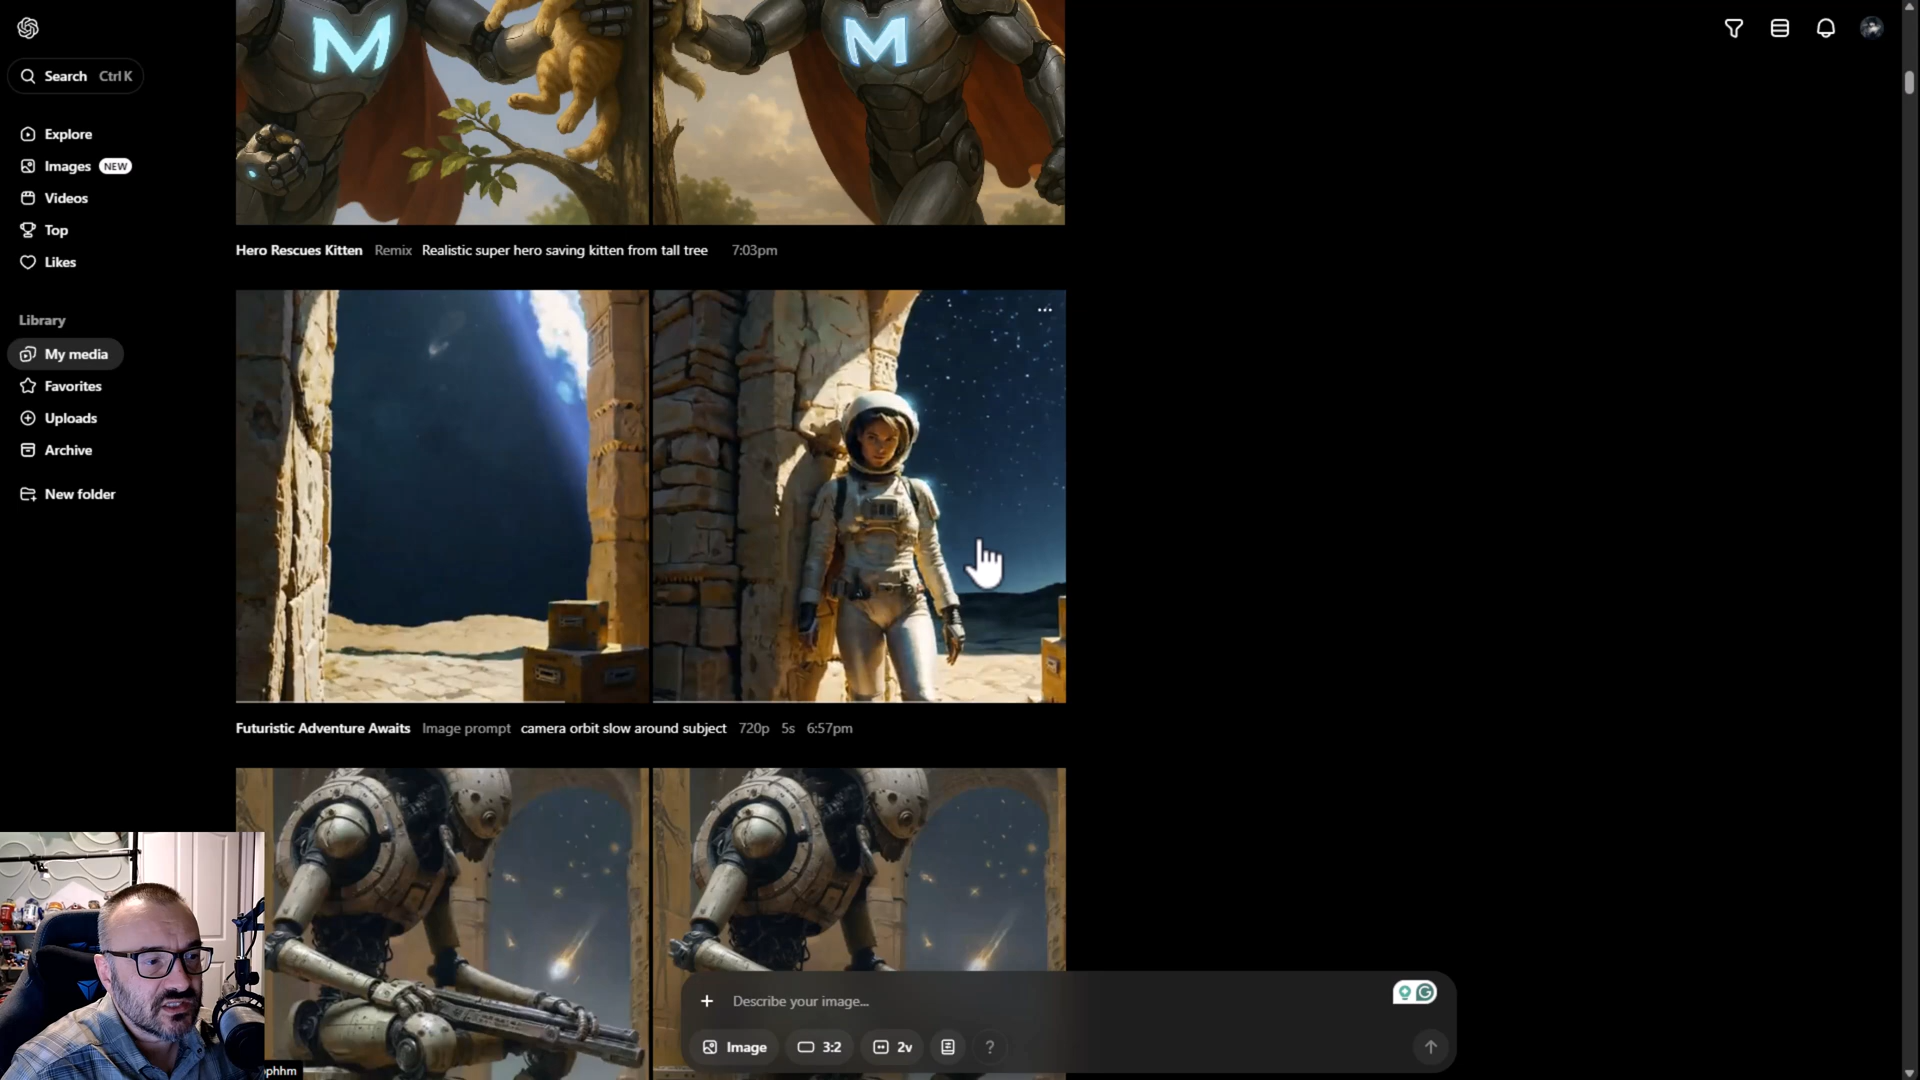 M
M
Search Ctrl K
Explore
Images NEW
Videos
Top
Likes
Library
My media
Favorites
Uploads
Archive
New folder
Hero Rescues Kitten Remix Realistic super hero saving kitten from tall tree 7:03pm
Futuristic Adventure Awaits Image prompt camera orbit slow around subject 720p 5s 6:57pm
Describe your image...
Image 3:2 2v ?
ophhm